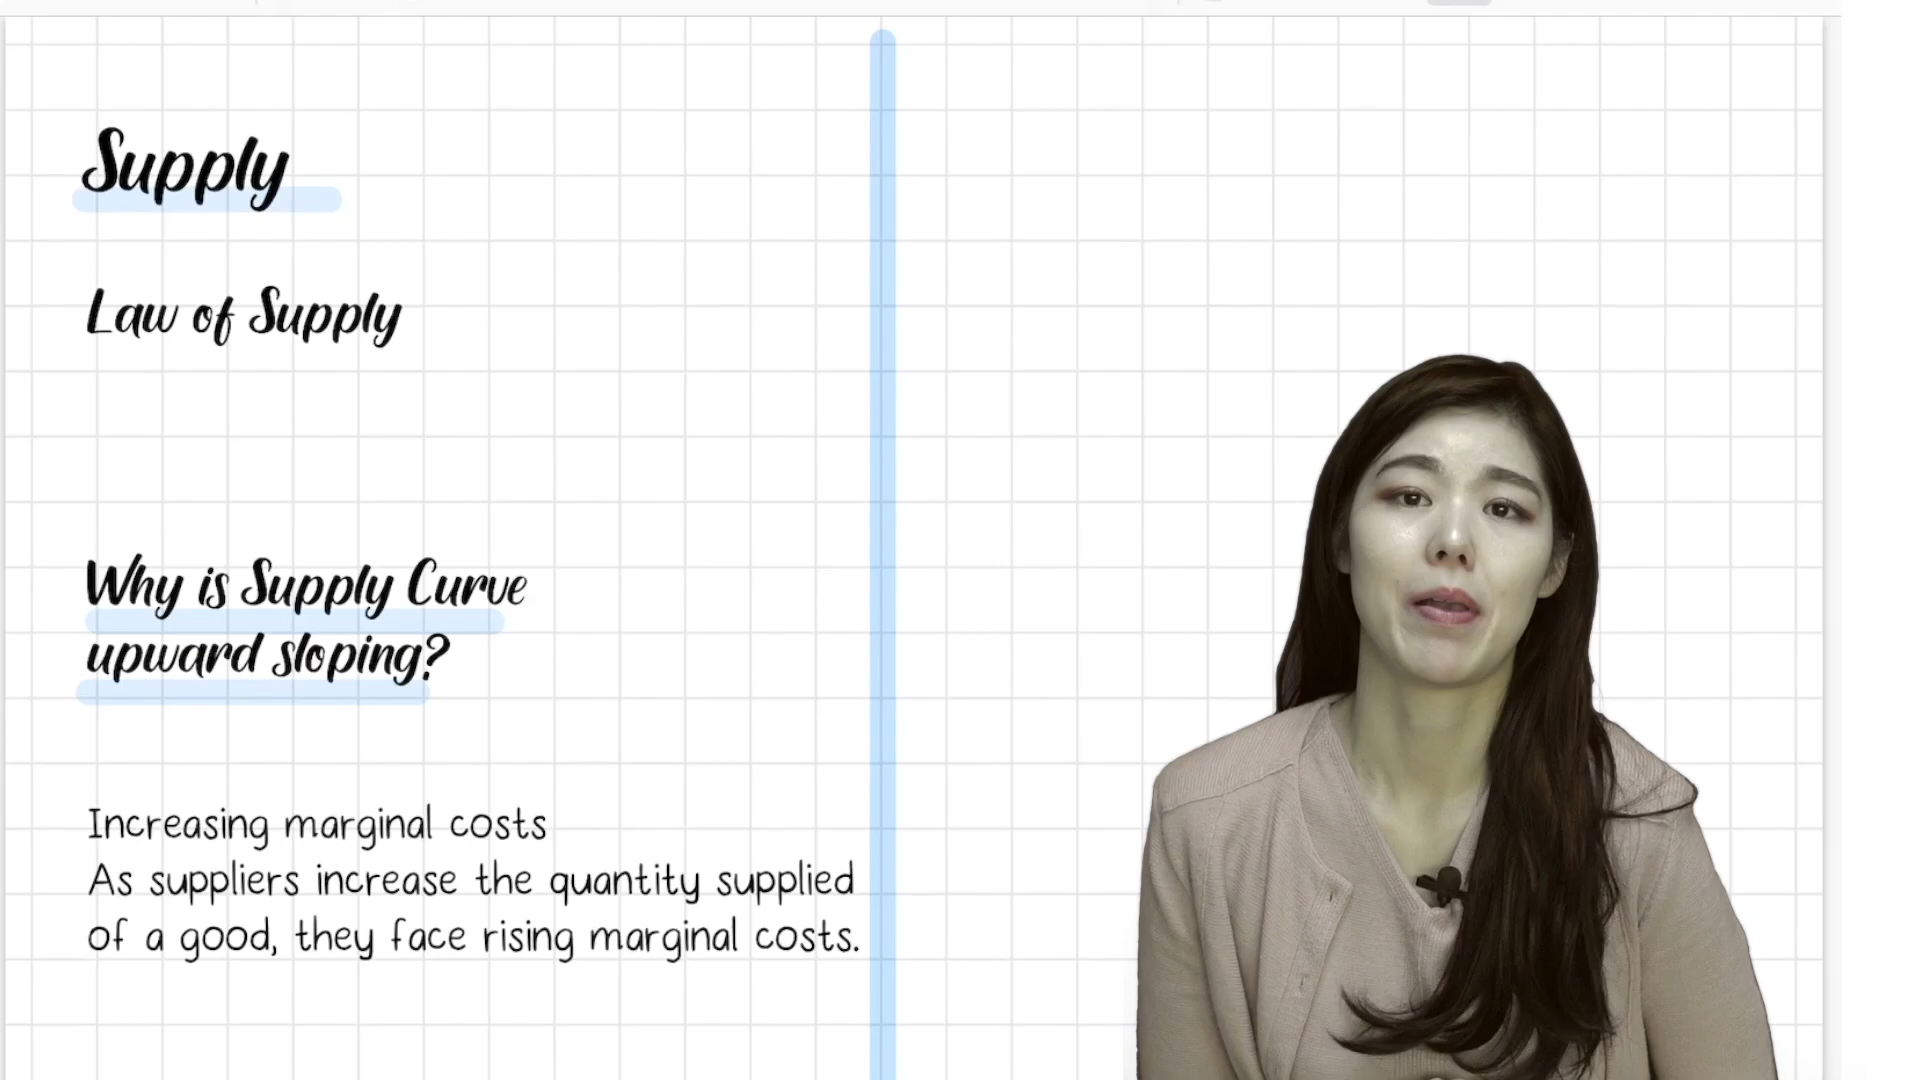 Supply
Law of Supply
Why is Supply Curve
upward sloping?
Increasing marginal costs
As suppliers increase the quantity supplied
of a good, they face rising marginal costs.